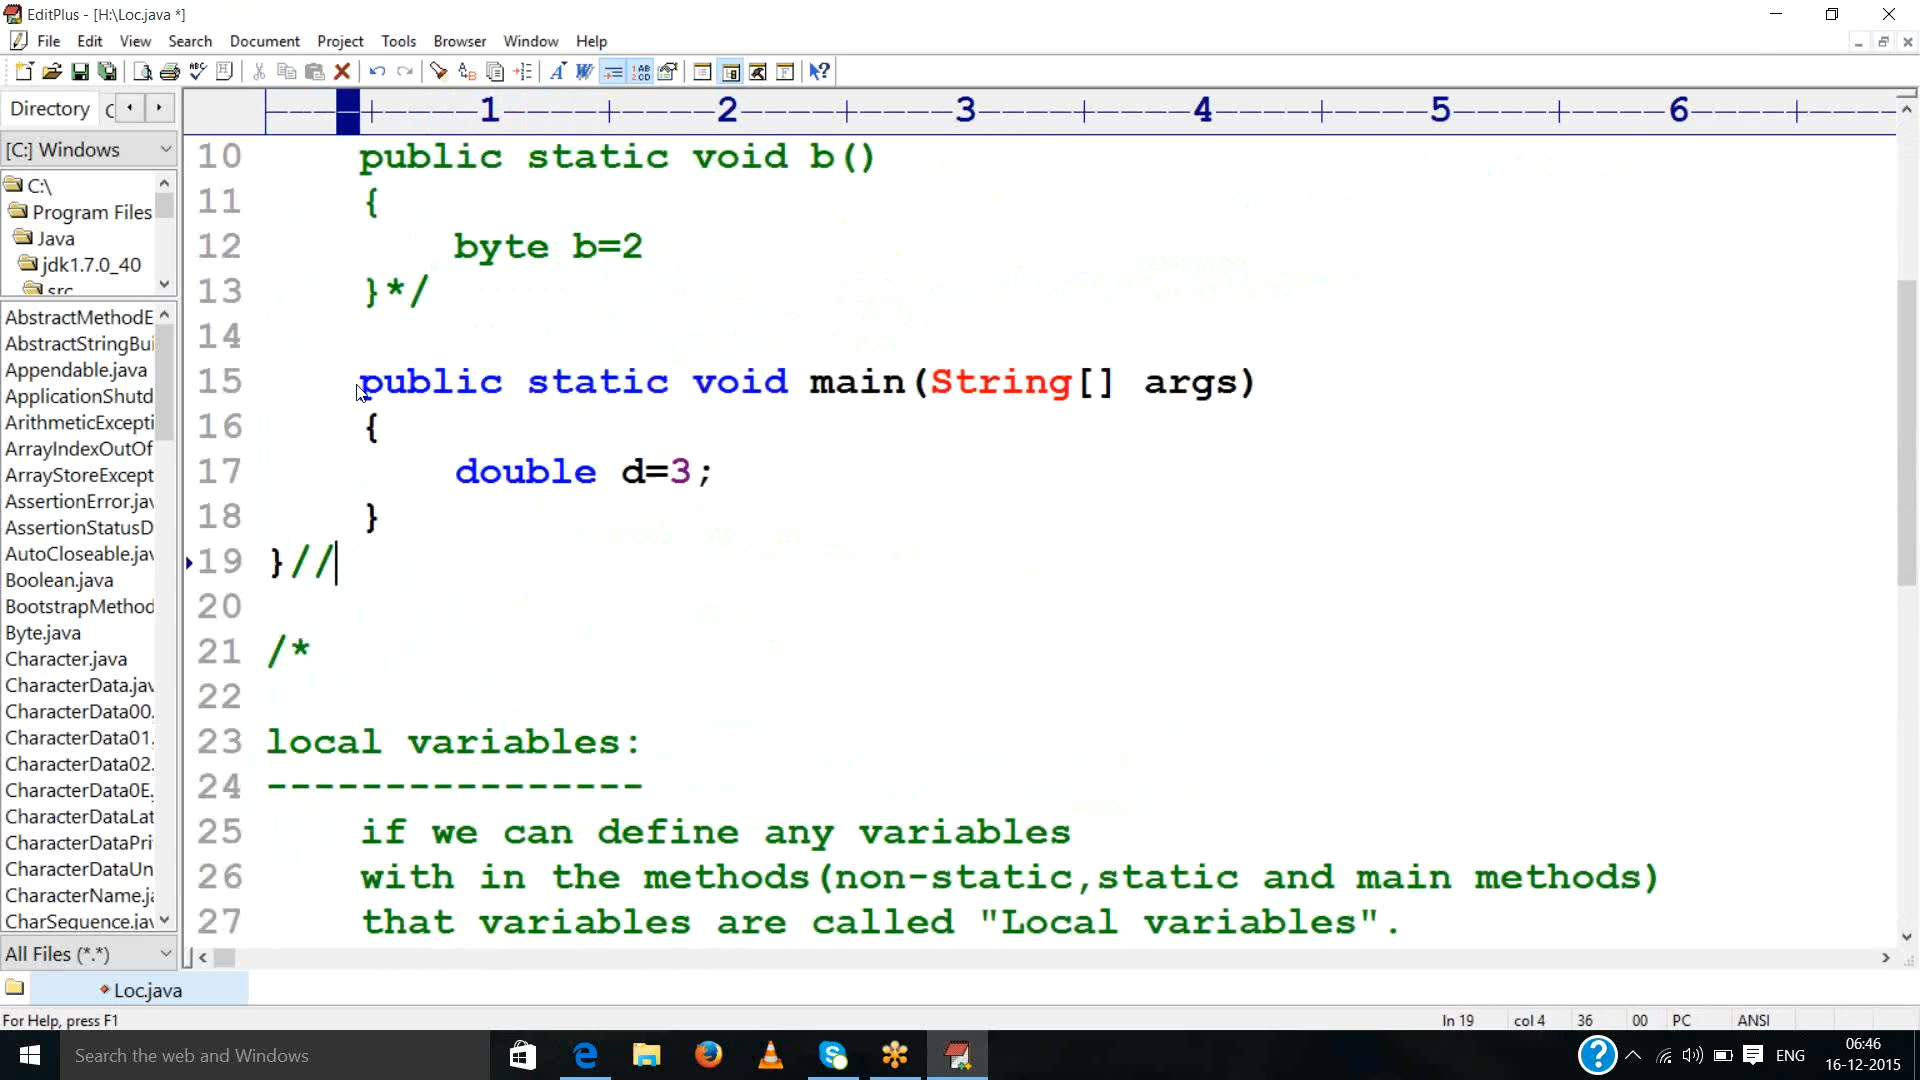 EditPlus - [H:\Loc.java *]
File Edit View Search Document Project Tools Browser Window Help
Directory C
[C:] Windows
C:\
Program Files
Java
jdk1.7.0_40
src
AbstractMethodE
AbstractStringBui
Appendable.java
ApplicationShutd
ArithmeticExcepti
ArrayIndexOutOf
ArrayStoreExcept
AssertionError.jav
AssertionStatusD
AutoCloseable.jav
Boolean.java
BootstrapMethod
Byte.java
Character.java
CharacterData.jav
CharacterData00.
CharacterData01.
CharacterData02.
CharacterData0E.
CharacterDataLat
CharacterDataPri
CharacterDataUn
CharacterName.ja
CharSequence.jav
All Files (*.*)
----+----1----+----2----+----3----+----4----+----5----+----6----+----
10 public static void b()
11 {
12 byte b=2
13 }*/
14
15 public static void main(String[] args)
16 {
17 double d=3;
18 }
19 }//
20
21 /*
22
23 local variables:
24 ----------------
25 if we can define any variables
26 with in the methods(non-static,static and main methods)
27 that variables are called "Local variables".
Loc.java
For Help, press F1 ln 19 col 4 36 00 PC ANSI
Search the web and Windows
ENG
06:46
16-12-2015